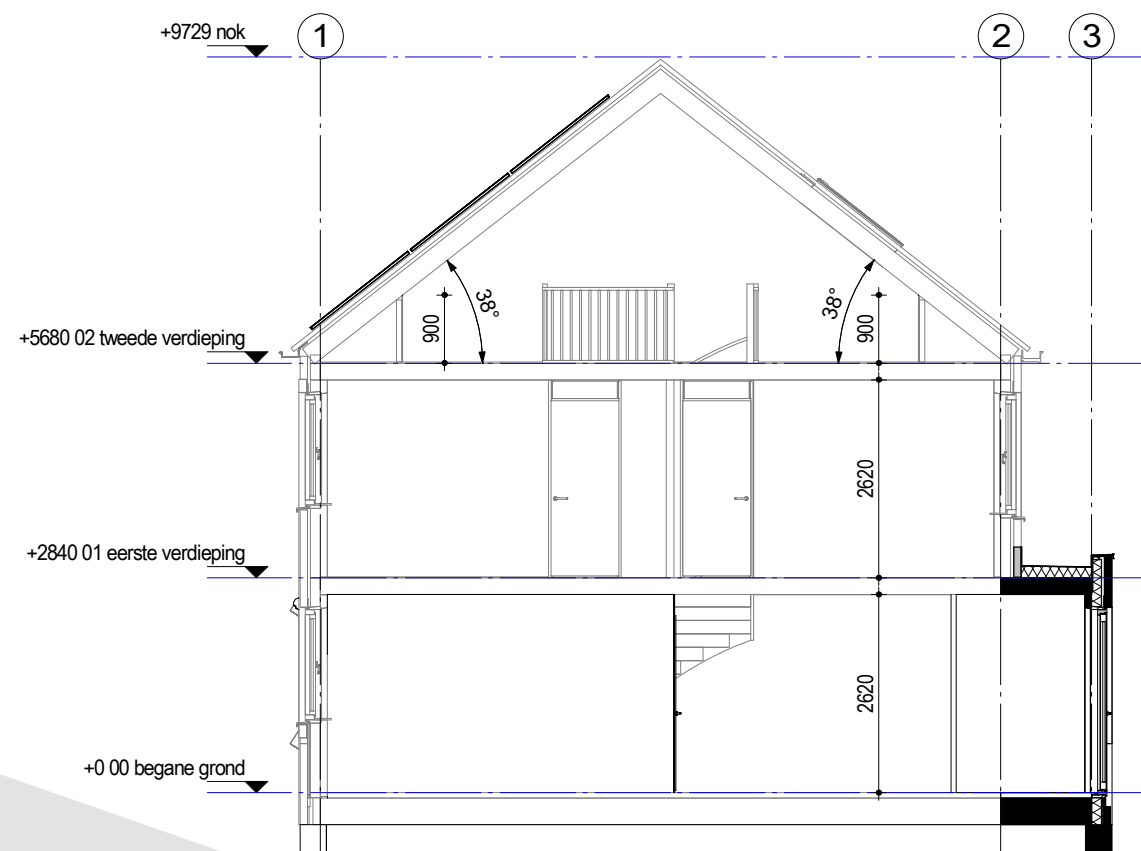 +9729 nok
1
2
3
38°
38°
900
900
+5680 02 tweede verdieping
2620
+2840 01 eerste verdieping
2620
+0 00 begane grond